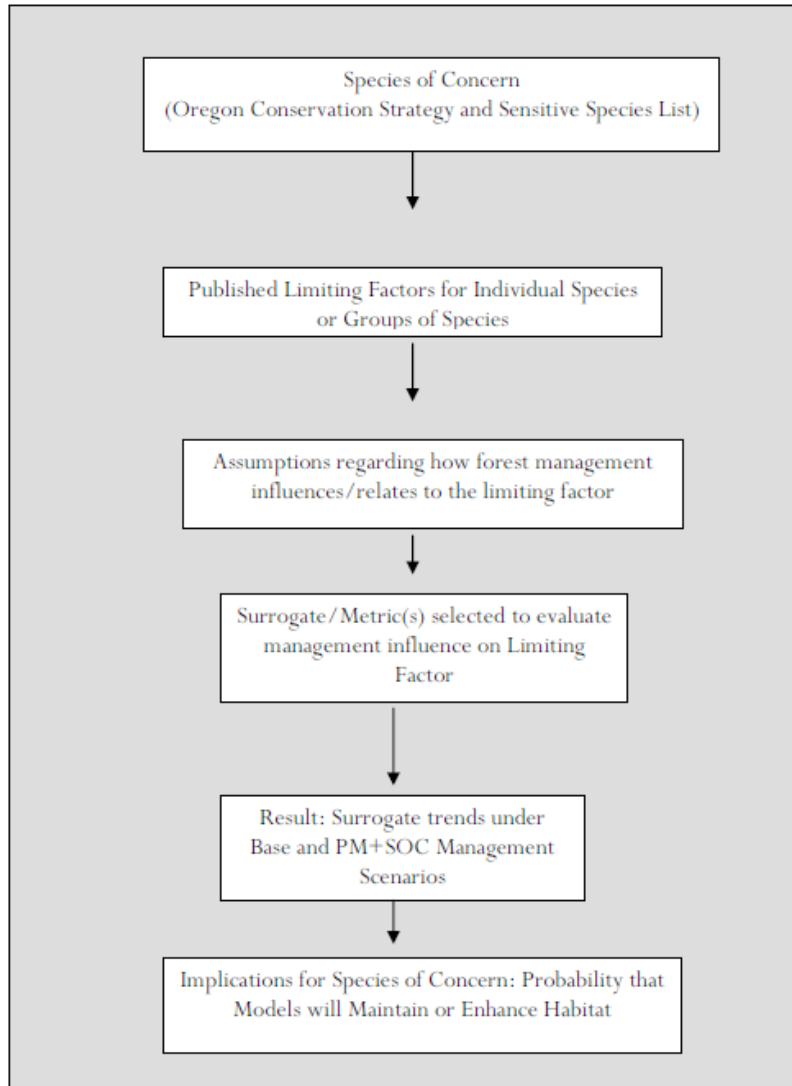 Species of Concern
(Oregon Conservation Strategy and Sensitive Species List)
Published Limiting Factors for Individual Species
or Groups of Species
Assumptions regarding how forest management
influences/relates to the limiting factor
Surrogate/Metric(s) selected to evaluate
management influence on Limiting
Factor
Result: Surrogate trends under
Base and PM+SOC Management
Scenarios
Implications for Species of Concern: Probability that
Models will Maintain or Enhance Habitat